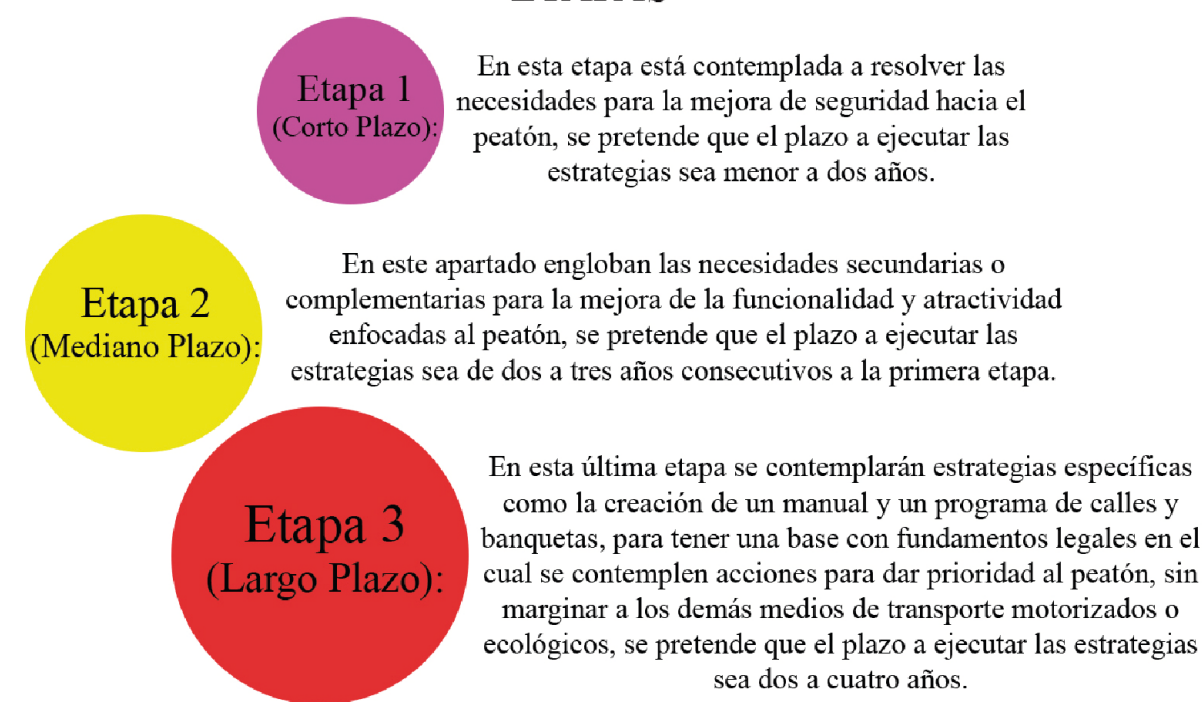 Etapa 1
(Corto Plazo):
En esta etapa está contemplada a resolver las
necesidades para la mejora de seguridad hacia el
peatón, se pretende que el plazo a ejecutar las
estrategias sea menor a dos años.
Etapa 2
(Mediano Plazo):
En este apartado engloban las necesidades secundarias o
complementarias para la mejora de la funcionalidad y atractividad
enfocadas al peatón, se pretende que el plazo a ejecutar las
estrategias sea de dos a tres años consecutivos a la primera etapa.
Etapa 3
(Largo Plazo):
En esta última etapa se contemplarán estrategias específicas
como la creación de un manual y un programa de calles y
banquetas, para tener una base con fundamentos legales en el
cual se contemplen acciones para dar prioridad al peatón, sin
marginar a los demás medios de transporte motorizados o
ecológicos, se pretende que el plazo a ejecutar las estrategias
sea dos a cuatro años.